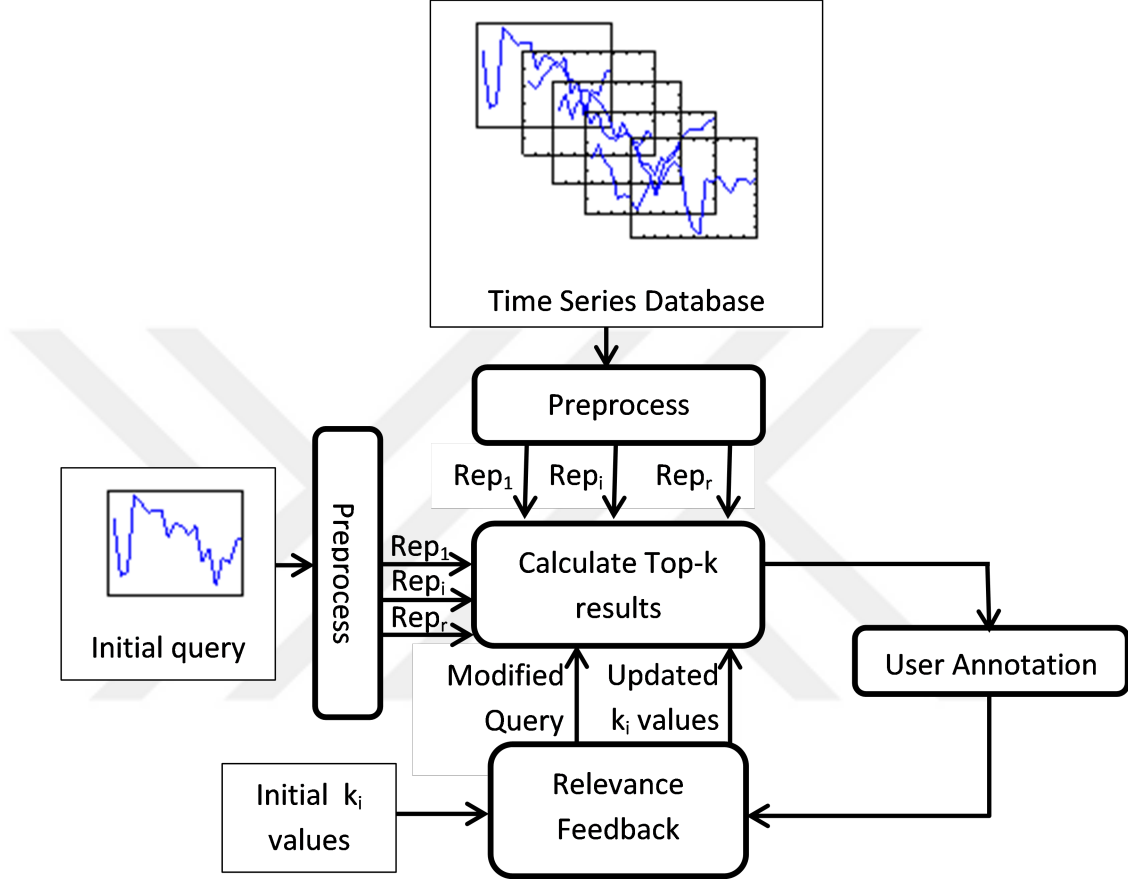 Time Series Database
Preprocess
Rep₁ Repᵢ Repᵣ
Preprocess
Initial query
Rep₁
Repᵢ
Repᵣ
Calculate Top-k
results
User Annotation
Modified
Query
Updated
kᵢ values
Initial kᵢ
values
Relevance
Feedback